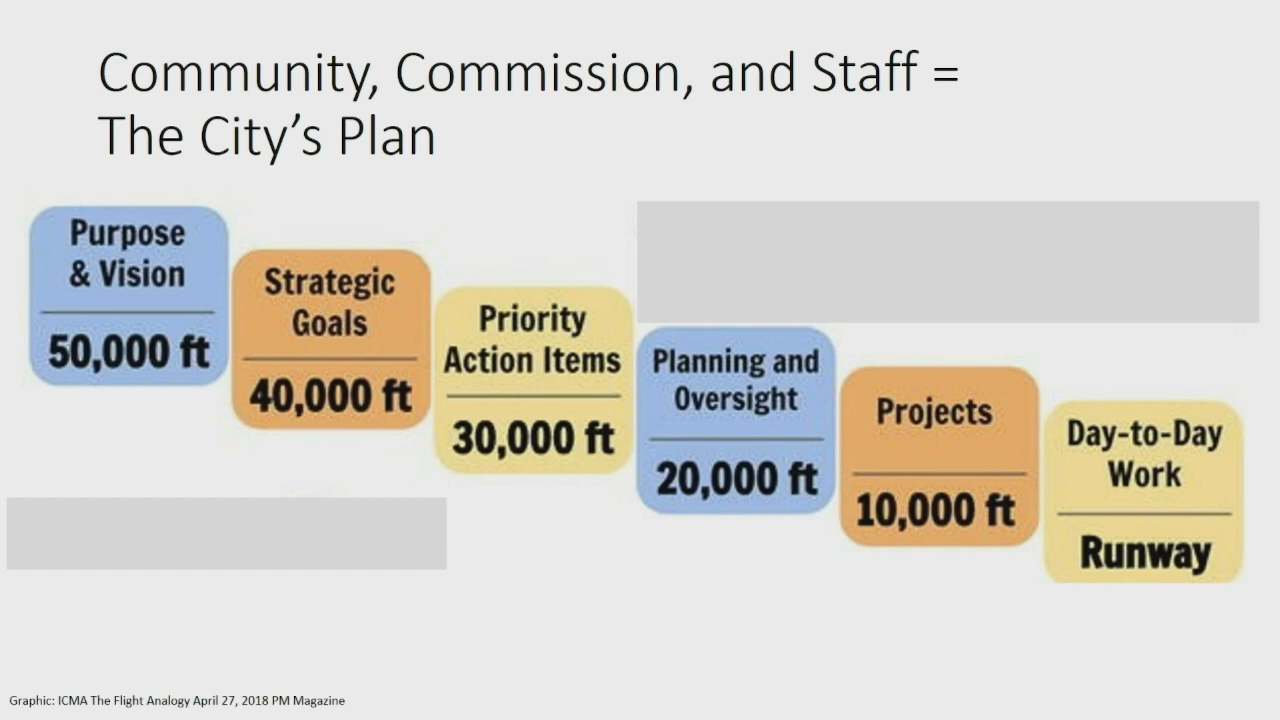 Community, Commission, and Staff =
The City’s Plan
Purpose
& Vision
50,000 ft
Strategic
Goals
40,000 ft
Priority
Action Items
30,000 ft
Planning and
Oversight
20,000 ft
Projects
10,000 ft
Day-to-Day
Work
Runway
Graphic: ICMA The Flight Analogy April 27, 2018 PM Magazine